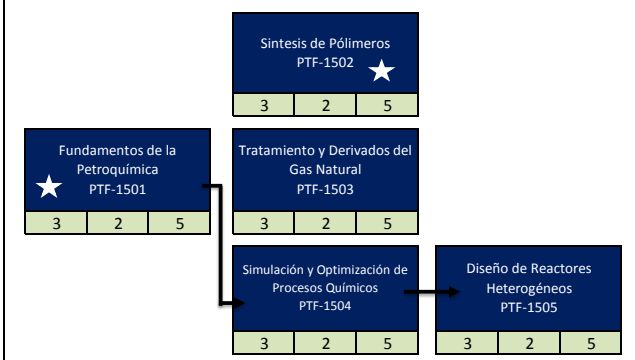 Sintesis de Pólimeros
PTF-1502
3 2 5
Fundamentos de la
Petroquímica
PTF-1501
3 2 5
Tratamiento y Derivados del
Gas Natural
PTF-1503
3 2 5
Simulación y Optimización de
Procesos Químicos
PTF-1504
3 2 5
Diseño de Reactores
Heterogéneos
PTF-1505
3 2 5